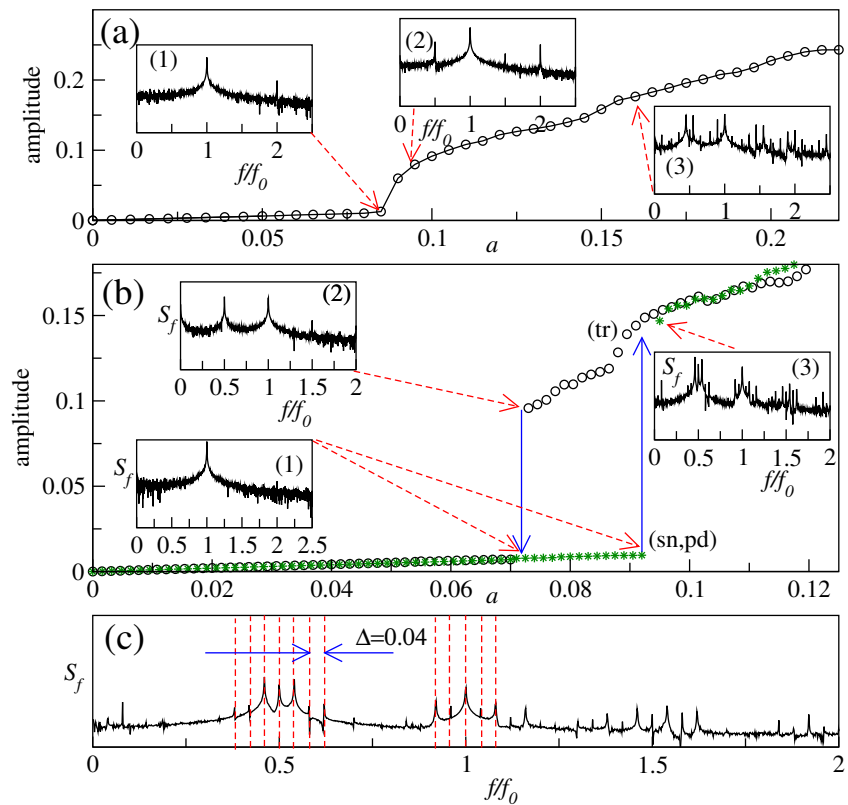 (a)
amplitude
0.2
0.1
0
0
0.05
0.1
0.15
0.2
a
(1)
0
1
2
f/f0
(2)
0
1
2
f/f0
(3)
0
1
2
(b)
amplitude
0.15
0.1
0.05
0
0
0.02
0.04
0.06
0.08
0.1
0.12
a
(2)
Sf
0
0.5
1
1.5
2
f/f0
(1)
Sf
0
0.5
1
1.5
2
2.5
f/f0
(tr)
(sn,pd)
Sf
(3)
0
0.5
1
1.5
2
f/f0
(c)
Δ=0.04
Sf
0
0.5
1
1.5
2
f/f0